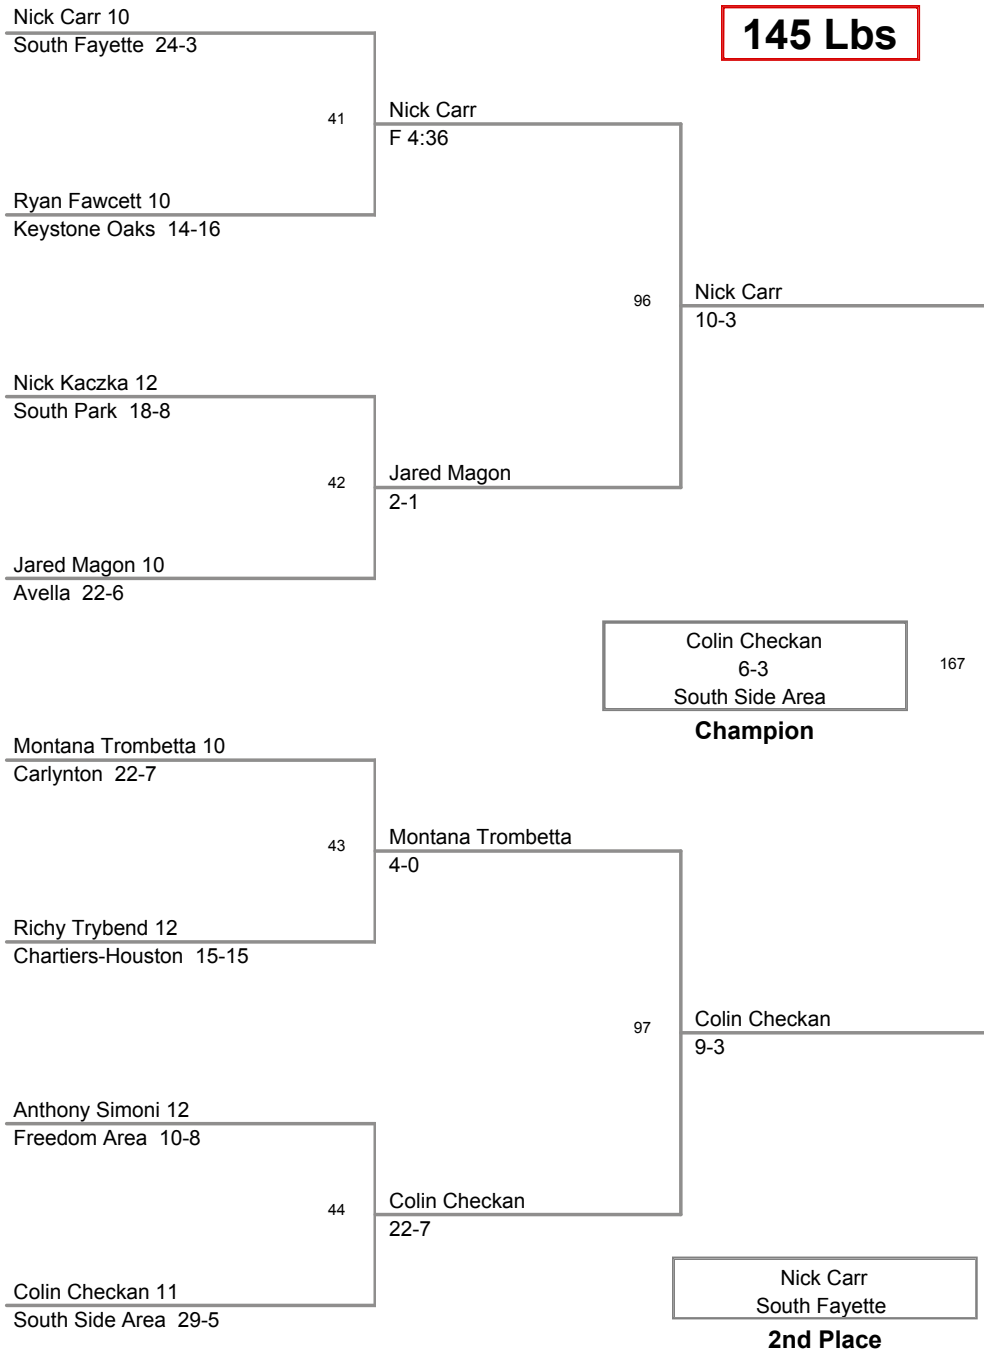 Nick Carr 10
South Fayette 24-3
145 Lbs
41
Nick Carr
F 4:36
Ryan Fawcett 10
Keystone Oaks 14-16
96
Nick Carr
10-3
Nick Kaczka 12
South Park 18-8
42
Jared Magon
2-1
Jared Magon 10
Avella 22-6
Colin Checkan
6-3
South Side Area
167
Champion
Montana Trombetta 10
Carlynton 22-7
43
Montana Trombetta
4-0
Richy Trybend 12
Chartiers-Houston 15-15
97
Colin Checkan
9-3
Anthony Simoni 12
Freedom Area 10-8
44
Colin Checkan
22-7
Colin Checkan 11
South Side Area 29-5
Nick Carr
South Fayette
2nd Place